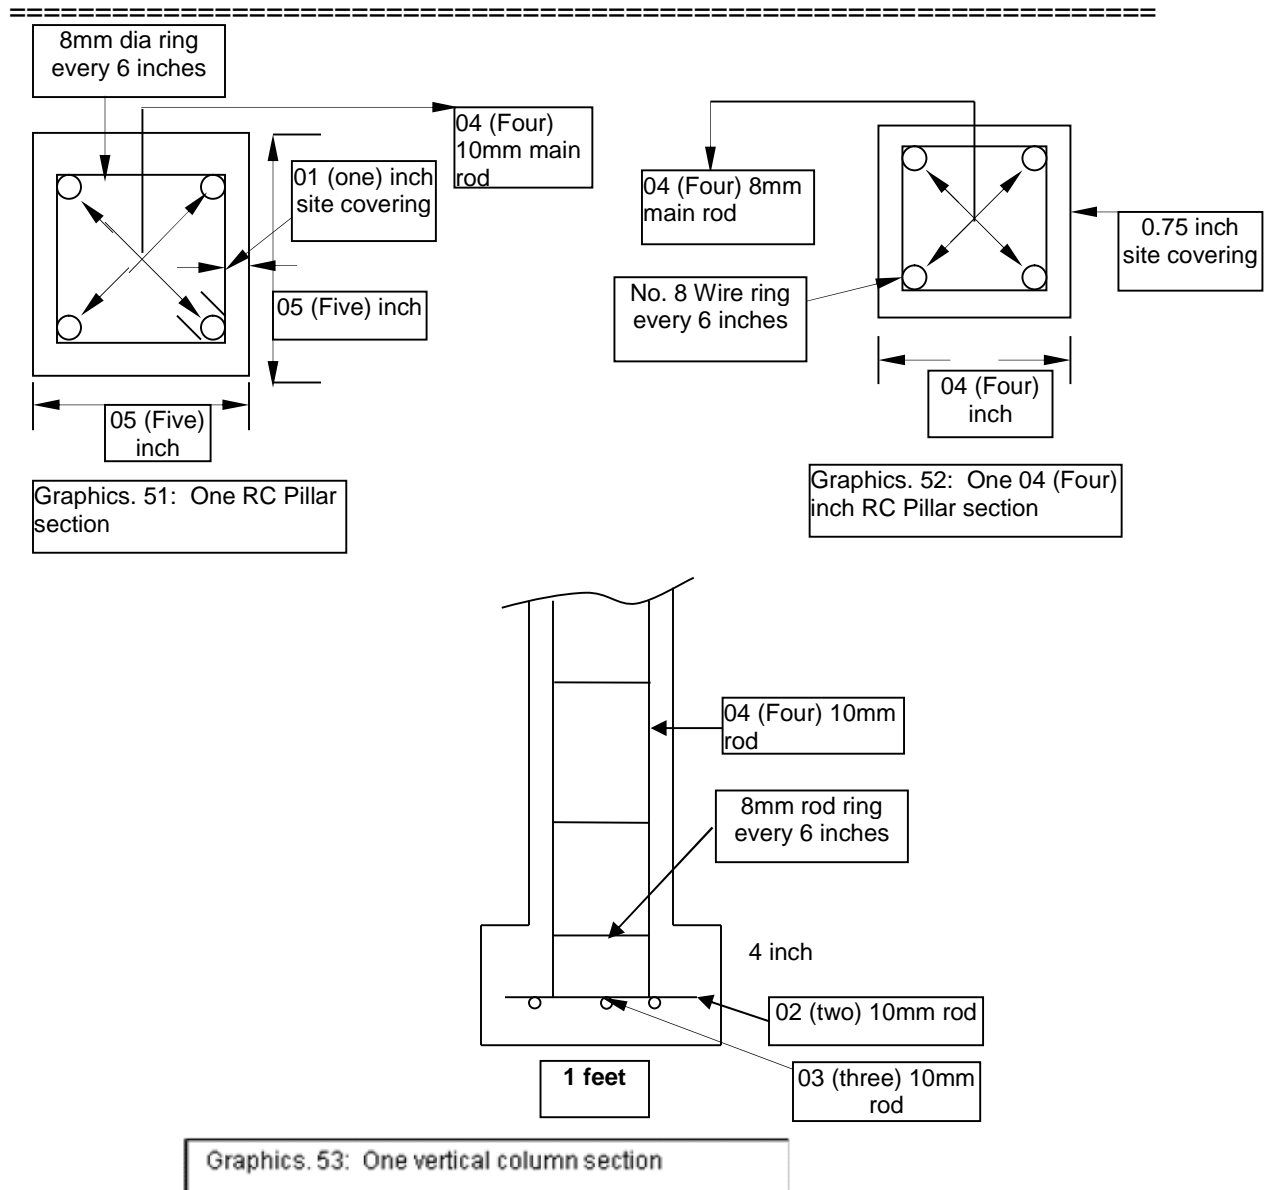 ================================================================================
8mm dia ring
every 6 inches
04 (Four)
10mm main
rod
01 (one) inch
site covering
05 (Five) inch
05 (Five)
inch
Graphics. 51:  One RC Pillar
section
04 (Four) 8mm
main rod
0.75 inch
site covering
No. 8 Wire ring
every 6 inches
04 (Four)
inch
Graphics. 52:  One 04 (Four)
inch RC Pillar section
04 (Four) 10mm
rod
8mm rod ring
every 6 inches
4 inch
02 (two) 10mm rod
1 feet
03 (three) 10mm
rod
Graphics. 53:  One vertical column section